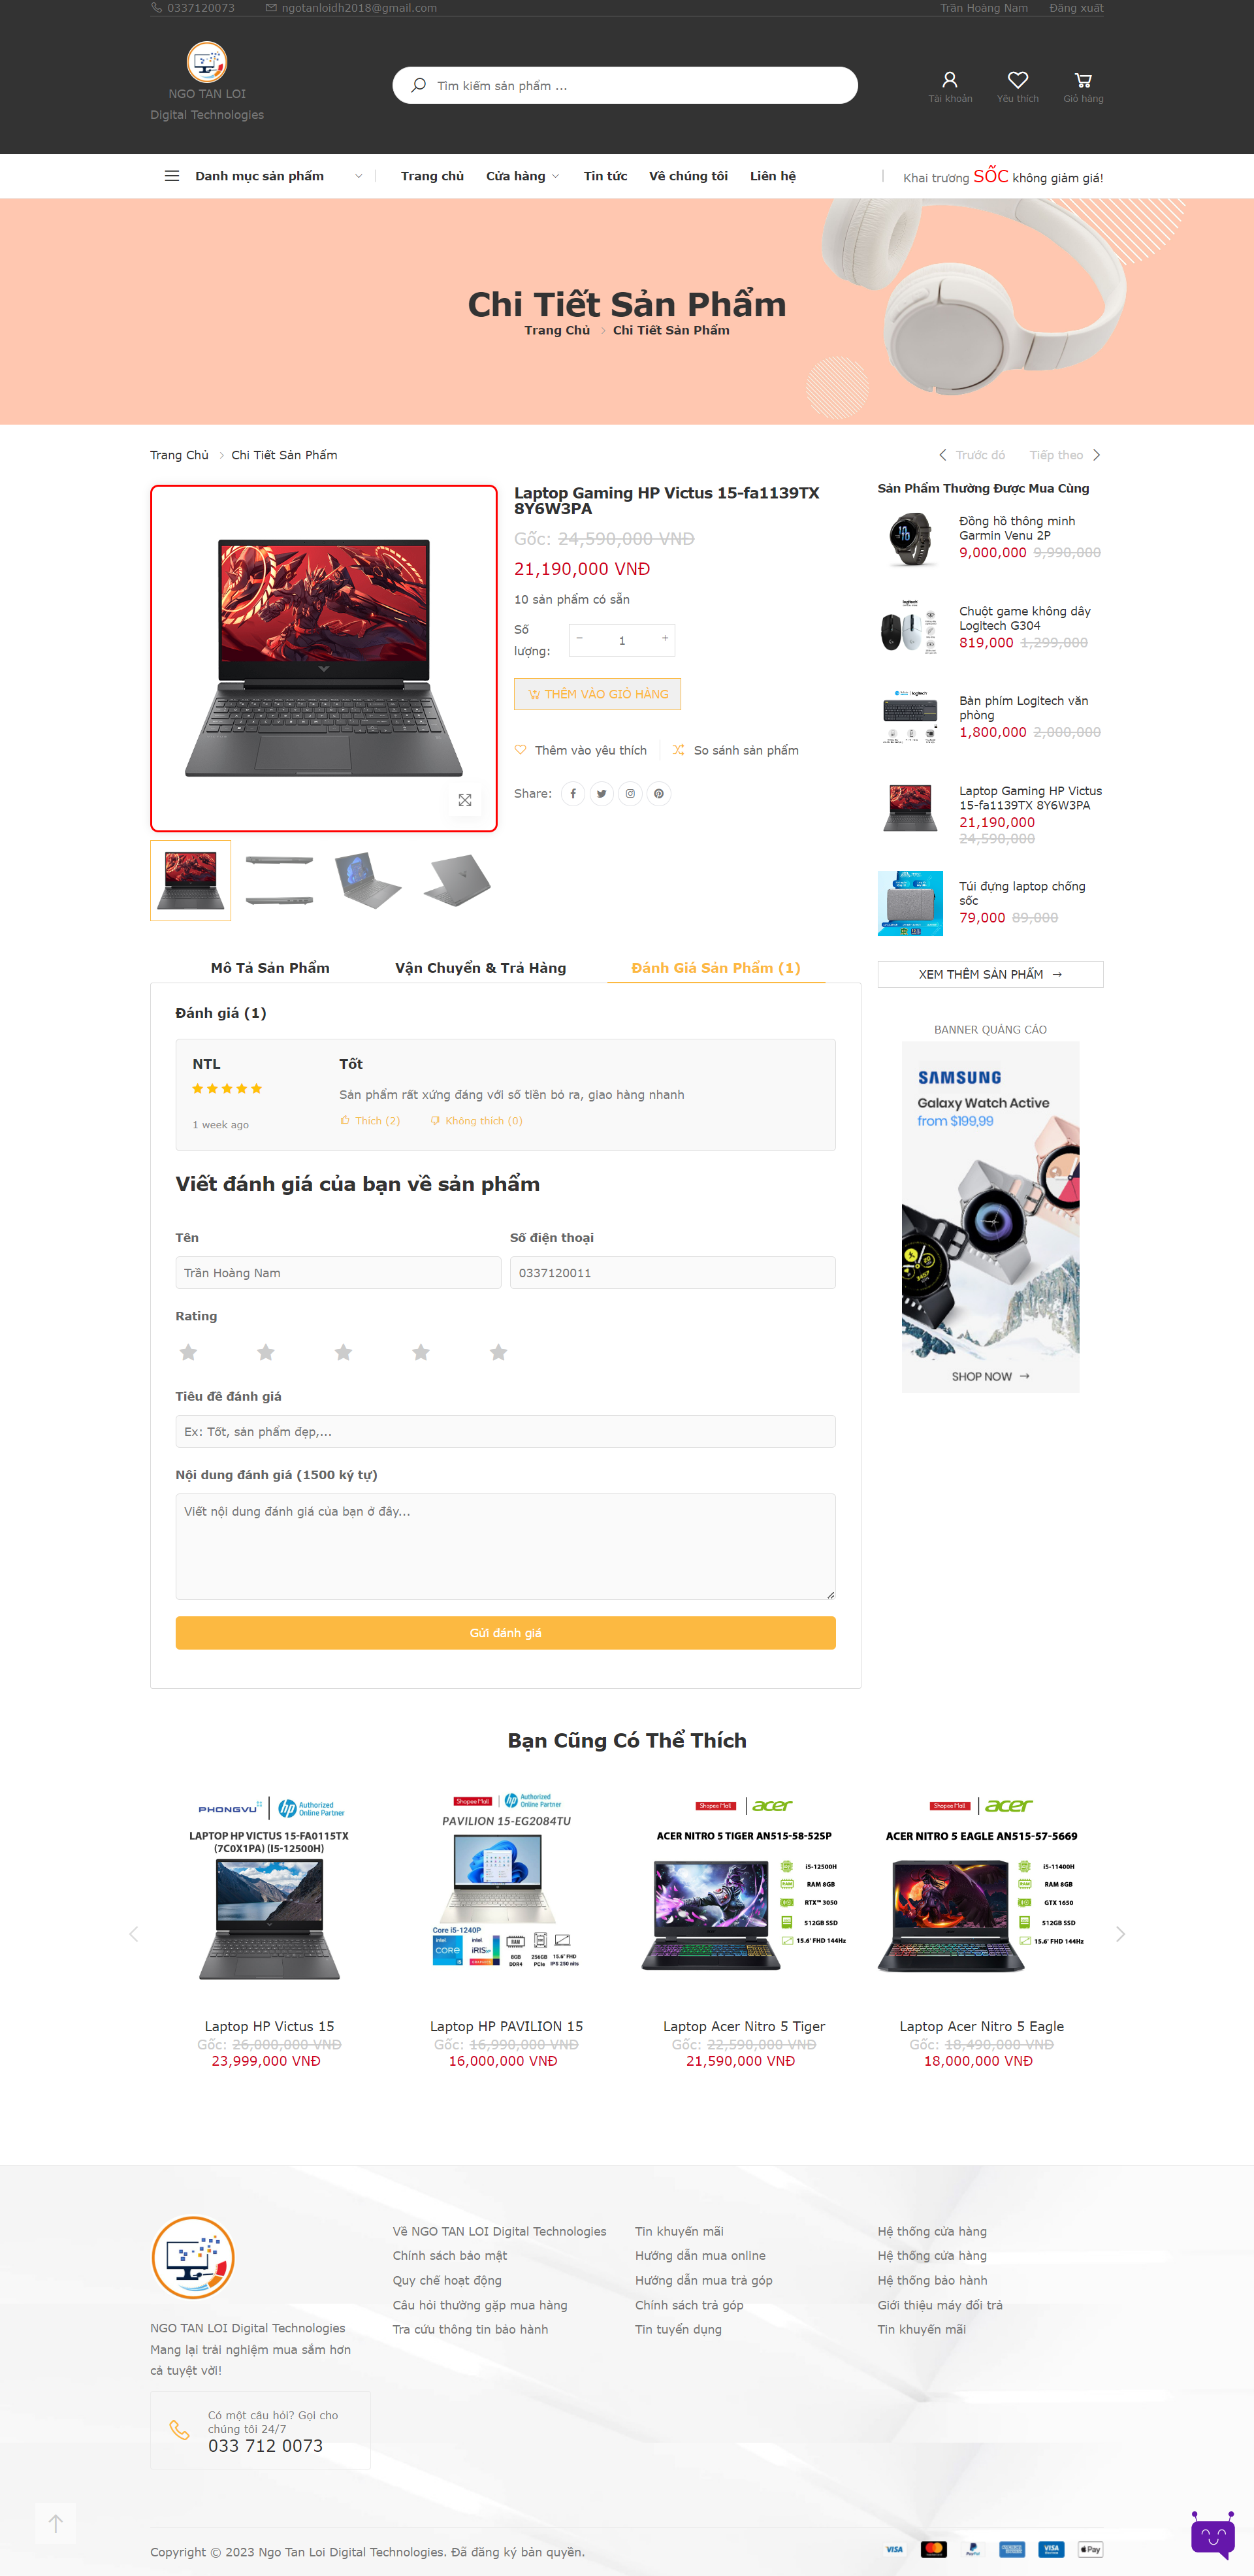 0337120073
ngotanloidh2018@gmail.com
Trần Hoàng Nam
Đăng xuất
NGO TAN LOI
Digital Technologies
Tìm kiếm sản phẩm ...
Tài khoản
Yêu thích
Giỏ hàng
Danh mục sản phẩm
Trang chủ
Cửa hàng
Tin tức
Về chúng tôi
Liên hệ
Khai trương SỐC không giảm giá!
Chi Tiết Sản Phẩm
Trang Chủ
Chi Tiết Sản Phẩm
Trang Chủ
Chi Tiết Sản Phẩm
Trước đó
Tiếp theo
Laptop Gaming HP Victus 15-fa1139TX
8Y6W3PA
Gốc: 24,590,000 VNĐ
21,190,000 VNĐ
10 sản phẩm có sẵn
Số
lượng:
1
THÊM VÀO GIỎ HÀNG
Thêm vào yêu thích
So sánh sản phẩm
Share:
Sản Phẩm Thường Được Mua Cùng
Đồng hồ thông minh
Garmin Venu 2P
9,000,000 9,990,000
Chuột game không dây
Logitech G304
819,000 1,299,000
Bàn phím Logitech văn
phòng
1,800,000 2,000,000
Laptop Gaming HP Victus
15-fa1139TX 8Y6W3PA
21,190,000
24,590,000
Túi đựng laptop chống
sốc
79,000 89,000
XEM THÊM SẢN PHẨM
BANNER QUẢNG CÁO
SAMSUNG
Galaxy Watch Active
from $199,99
SHOP NOW
Mô Tả Sản Phẩm
Vận Chuyển & Trả Hàng
Đánh Giá Sản Phẩm (1)
Đánh giá (1)
NTL
1 week ago
Tốt
Sản phẩm rất xứng đáng với số tiền bỏ ra, giao hàng nhanh
Thích (2)
Không thích (0)
Viết đánh giá của bạn về sản phẩm
Tên
Số điện thoại
Trần Hoàng Nam
0337120011
Rating
Tiêu đề đánh giá
Ex: Tốt, sản phẩm đẹp,...
Nội dung đánh giá (1500 ký tự)
Viết nội dung đánh giá của bạn ở đây...
Gửi đánh giá
Bạn Cũng Có Thể Thích
PHONGVU
hp Authorized
Online Partner
LAPTOP HP VICTUS 15-FA0115TX
(7C0X1PA) (I5-12500H)
Laptop HP Victus 15
Gốc: 26,000,000 VNĐ
23,999,000 VNĐ
Shopee Mall
hp Authorized
Online Partner
PAVILION 15-EG2084TU
Core i5-1240P
intel
CORE
intel
iRIS xe
RAM
8GB
DDR4
256GB
PCIe
15.6" FHD
IPS 250 nits
Laptop HP PAVILION 15
Gốc: 16,990,000 VNĐ
16,000,000 VNĐ
Shopee Mall
acer
ACER NITRO 5 TIGER AN515-58-52SP
i5-12500H
RAM 8GB
RTX™ 3050
512GB SSD
15.6' FHD 144Hz
Laptop Acer Nitro 5 Tiger
Gốc: 22,590,000 VNĐ
21,590,000 VNĐ
Shopee Mall
acer
ACER NITRO 5 EAGLE AN515-57-5669
i5-11400H
RAM 8GB
GTX 1650
512GB SSD
15.6' FHD 144Hz
Laptop Acer Nitro 5 Eagle
Gốc: 18,490,000 VNĐ
18,000,000 VNĐ
NGO TAN LOI Digital Technologies
Mang lại trải nghiệm mua sắm hơn
cả tuyệt vời!
Có một câu hỏi? Gọi cho
chúng tôi 24/7
033 712 0073
Về NGO TAN LOI Digital Technologies
Chính sách bảo mật
Quy chế hoạt động
Câu hỏi thường gặp mua hàng
Tra cứu thông tin bảo hành
Tin khuyến mãi
Hướng dẫn mua online
Hướng dẫn mua trả góp
Chính sách trả góp
Tin tuyển dụng
Hệ thống cửa hàng
Hệ thống cửa hàng
Hệ thống bảo hành
Giới thiệu máy đổi trả
Tin khuyến mãi
Copyright © 2023 Ngo Tan Loi Digital Technologies. Đã đăng ký bản quyền.
VISA
PayPal
VISA
Pay